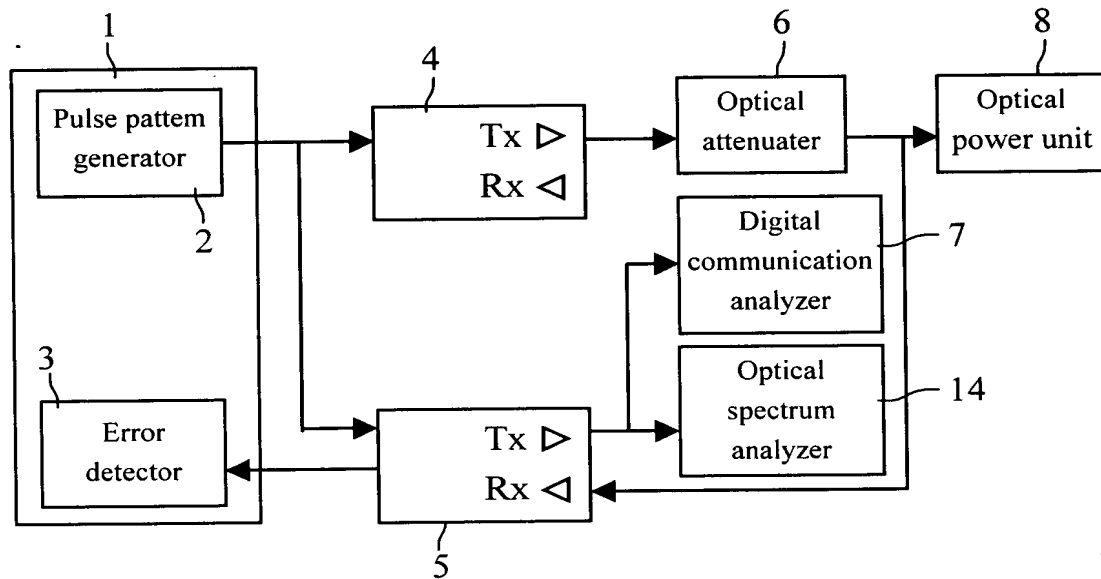 1
Pulse pattem
generator
2
4
Tx
Rx
6
Optical
attenuater
8
Optical
power unit
Digital
communication
analyzer
7
3
Error
detector
Tx
Rx
5
Optical
spectrum
analyzer
14